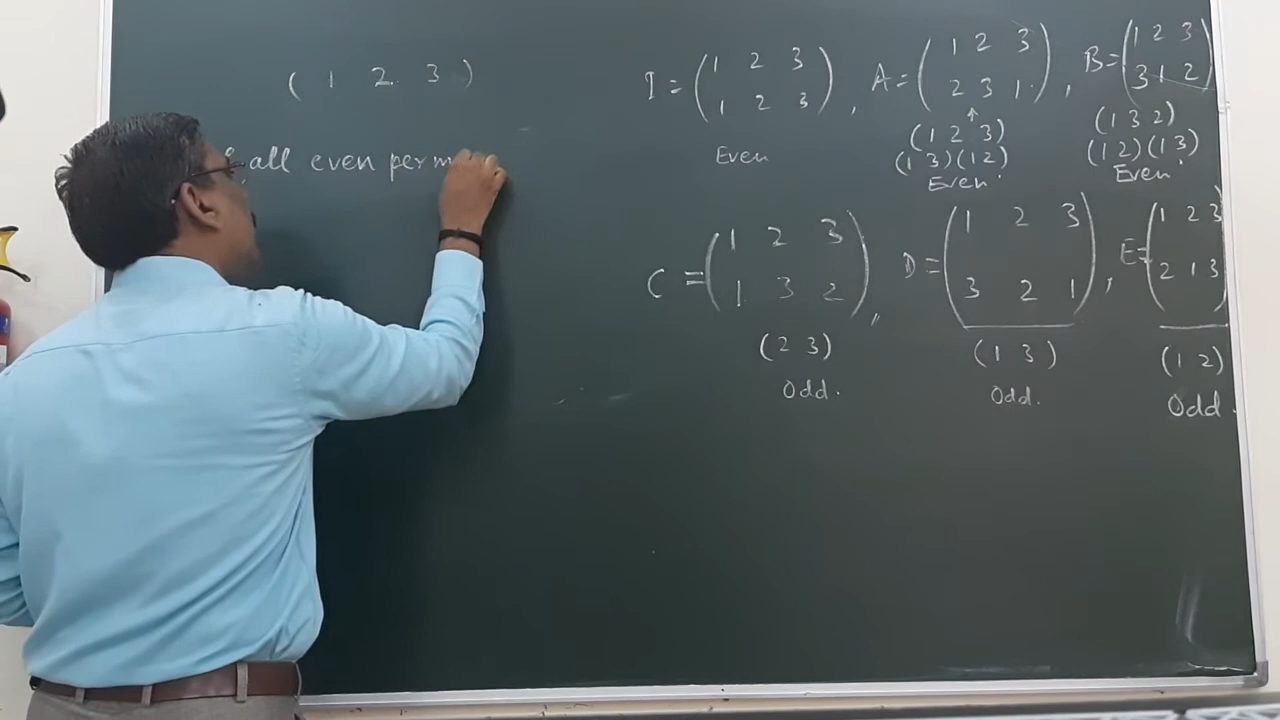 ( 1 2 3 )
all even perm
I = ( 1 2 3
1 2 3 ) ,
Even
A = ( 1 2 3
2 3 1 ) ,
↑
(1 2 3)
(1 3)(1 2)
Even
B = ( 1 2 3
3 1 2 )
(1 3 2)
(1 2)(1 3)
Even
C = ( 1 2 3
1 3 2 ) ,
(2 3)
Odd.
D = ( 1 2 3
3 2 1 ) ,
(1 3)
Odd.
E = ( 1 2 3
2 1 3 )
(1 2)
Odd.